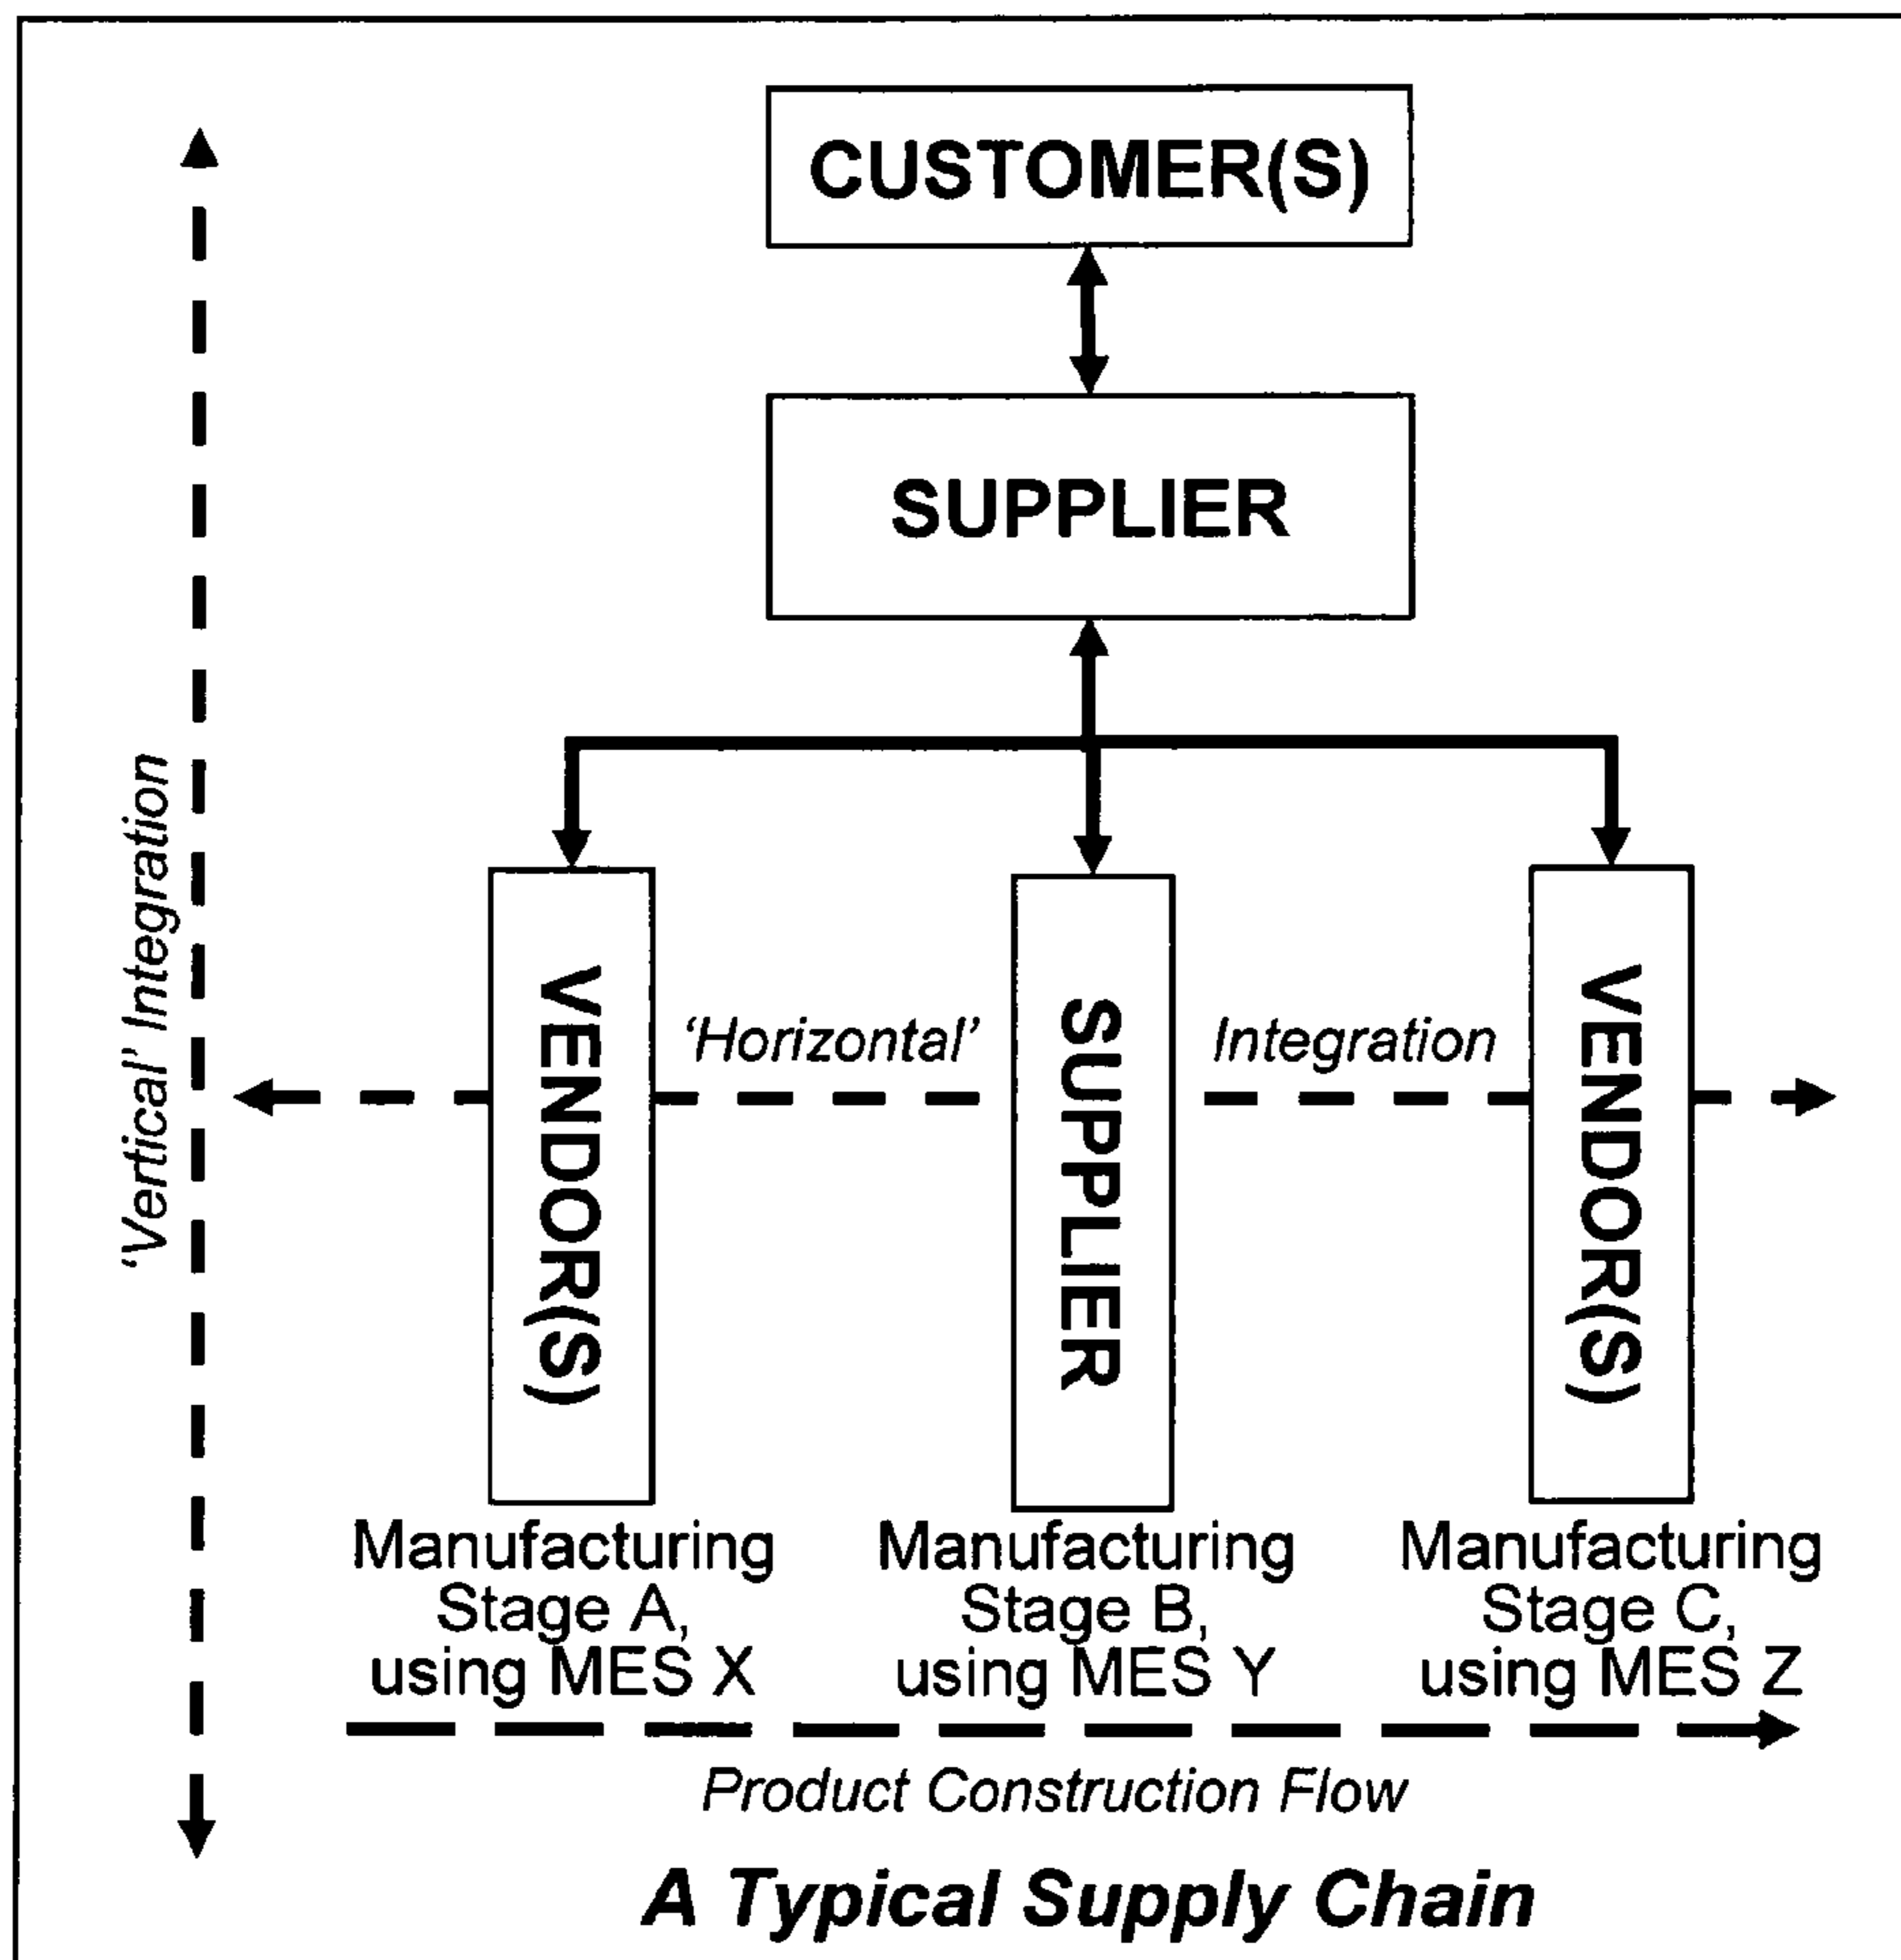 CUSTOMER(S)
SUPPLIER
'Vertical' Integration
VENDOR(S)
'Horizontal'
SUPPLIER
Integration
VENDOR(S)
Manufacturing
Stage A,
using MES X
Manufacturing
Stage B,
using MES Y
Manufacturing
Stage C,
using MES Z
Product Construction Flow
A Typical Supply Chain